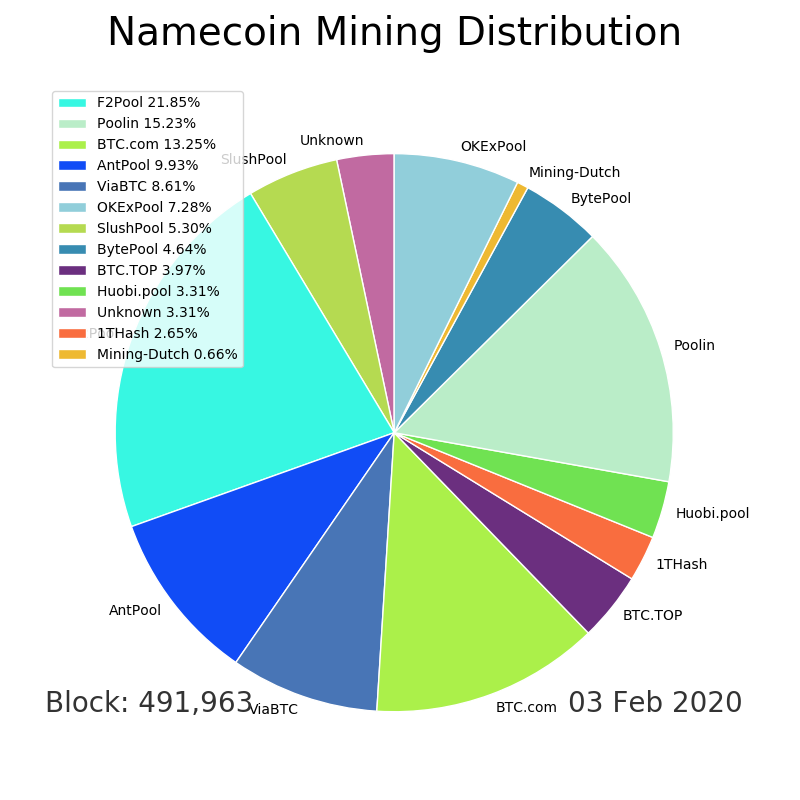 Namecoin Mining Distribution
F2Pool 21.85%
Poolin 15.23%
BTC.com 13.25%
AntPool 9.93%
ViaBTC 8.61%
OKExPool 7.28%
SlushPool 5.30%
BytePool 4.64%
BTC.TOP 3.97%
Huobi.pool 3.31%
Unknown 3.31%
1THash 2.65%
Mining-Dutch 0.66%
Unknown
OKExPool
SlushPool
Mining-Dutch
BytePool
Poolin
Huobi.pool
1THash
AntPool
BTC.TOP
ViaBTC
BTC.com
Block: 491,963
03 Feb 2020